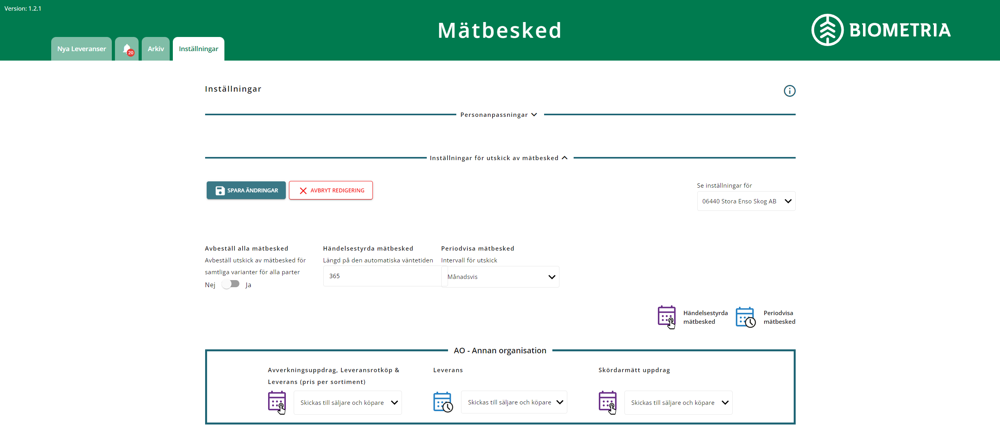 Version: 1.2.1
Mätbesked
BIOMETRIA
Nya Leveranser
20
Arkiv
Inställningar
Inställningar
Personanpassningar
Inställningar för utskick av mätbesked
SPARA ÄNDRINGAR
AVBRYT REDIGERING
Se inställningar för
06440 Stora Enso Skog AB
Avbeställ alla mätbesked
Avbeställ utskick av mätbesked för
samtliga varianter för alla parter
Nej
Ja
Händelsestyrda mätbesked
Längd på den automatiska väntetiden
365
Periodvisa mätbesked
Intervall för utskick
Månadsvis
Händelsestyrda
mätbesked
Periodvisa
mätbesked
AO - Annan organisation
Avverkningsuppdrag, Leveransrotköp &
Leverans (pris per sortiment)
Skickas till säljare och köpare
Leverans
Skickas till säljare och köpare
Skördarmätt uppdrag
Skickas till säljare och köpare